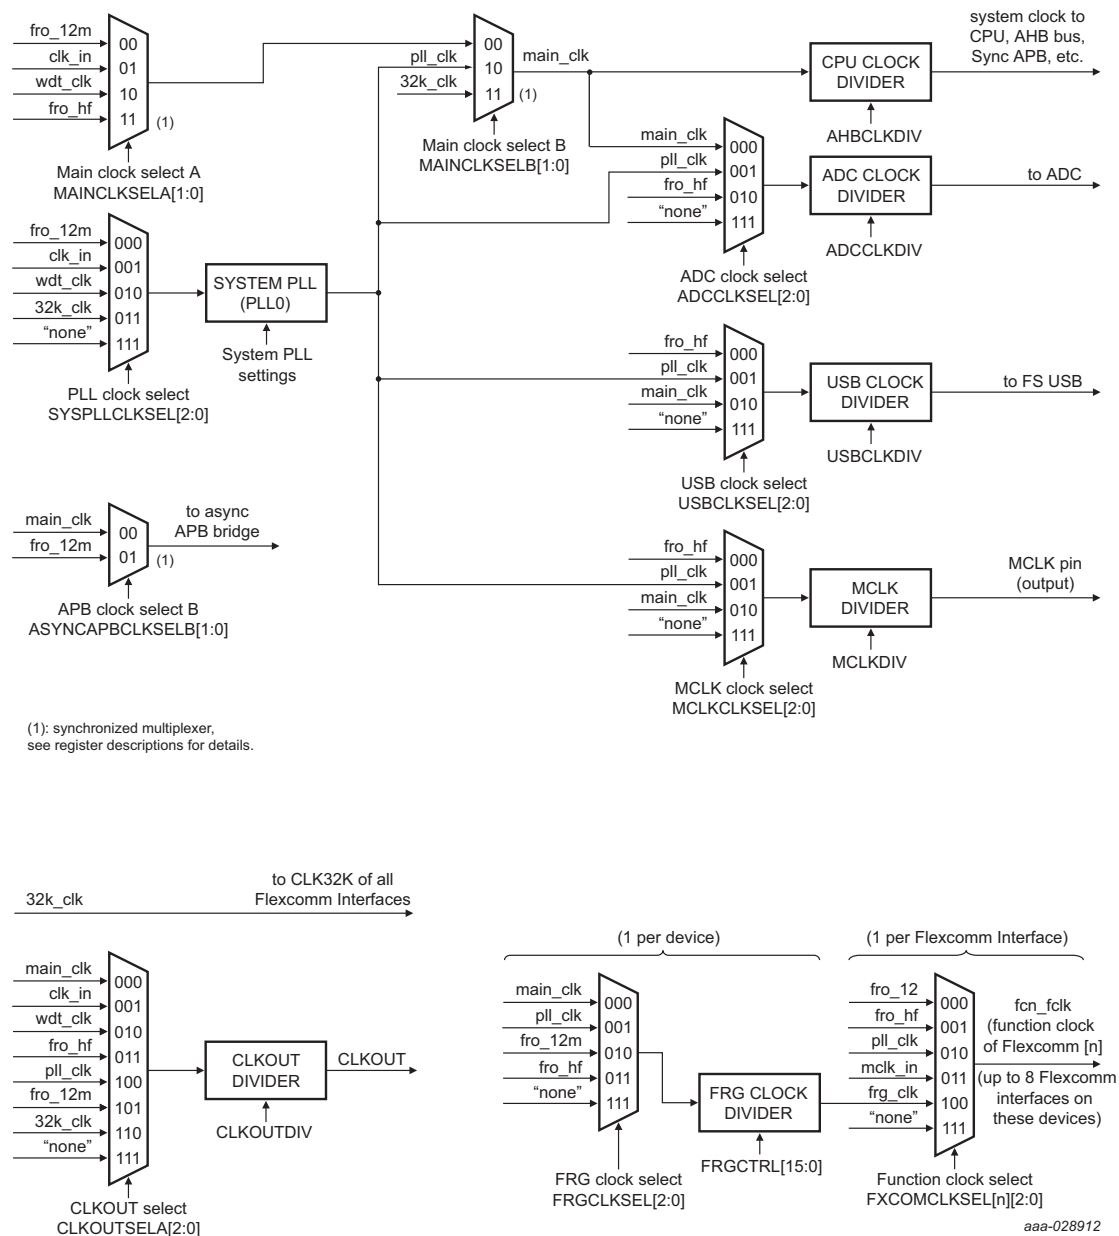 fro_12m
clk_in
wdt_clk
fro_hf
00
01
10
11
(1)
Main clock select A
MAINCLKSELA[1:0]
pll_clk
32k_clk
00
10
11
(1)
main_clk
Main clock select B
MAINCLKSELB[1:0]
CPU CLOCK
DIVIDER
AHBCLKDIV
system clock to
CPU, AHB bus,
Sync APB, etc.
main_clk
pll_clk
fro_hf
“none”
000
001
010
111
ADC clock select
ADCCLKSEL[2:0]
ADC CLOCK
DIVIDER
ADCCLKDIV
to ADC
fro_12m
clk_in
wdt_clk
32k_clk
“none”
000
001
010
011
111
PLL clock select
SYSPLLCLKSEL[2:0]
SYSTEM PLL
(PLL0)
System PLL
settings
fro_hf
pll_clk
main_clk
“none”
000
001
010
111
USB clock select
USBCLKSEL[2:0]
USB CLOCK
DIVIDER
USBCLKDIV
to FS USB
main_clk
fro_12m
00
01
(1)
to async
APB bridge
APB clock select B
ASYNCAPBCLKSELB[1:0]
fro_hf
pll_clk
main_clk
“none”
000
001
010
111
MCLK clock select
MCLKCLKSEL[2:0]
MCLK
DIVIDER
MCLKDIV
MCLK pin
(output)
(1): synchronized multiplexer,
see register descriptions for details.
32k_clk
to CLK32K of all
Flexcomm Interfaces
main_clk
clk_in
wdt_clk
fro_hf
pll_clk
fro_12m
32k_clk
“none”
000
001
010
011
100
101
110
111
CLKOUT select
CLKOUTSELA[2:0]
CLKOUT
DIVIDER
CLKOUTDIV
CLKOUT
(1 per device)
main_clk
pll_clk
fro_12m
fro_hf
“none”
000
001
010
011
111
FRG clock select
FRGCLKSEL[2:0]
FRG CLOCK
DIVIDER
FRGCTRL[15:0]
(1 per Flexcomm Interface)
fro_12
fro_hf
pll_clk
mclk_in
frg_clk
“none”
000
001
010
011
100
111
Function clock select
FXCOMCLKSEL[n][2:0]
fcn_fclk
(function clock
of Flexcomm [n]
(up to 8 Flexcomm
interfaces on
these devices)
aaa-028912